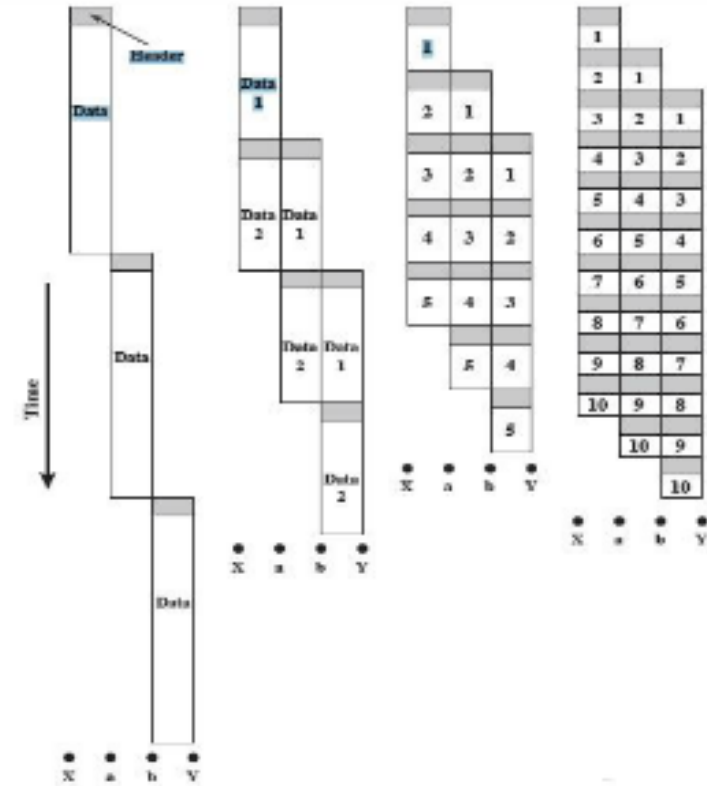 Header
Data
Data
Data
X a b Y
Time
Data
1
Data Data
2 1
Data Data
2 1
Data
2
X a b Y
1
2 1
3 2 1
4 3 2
5 4 3
5 4
5
X a b Y
1
2 1
3 2 1
4 3 2
5 4 3
6 5 4
7 6 5
8 7 6
9 8 7
10 9 8
10 9
10
X a b Y